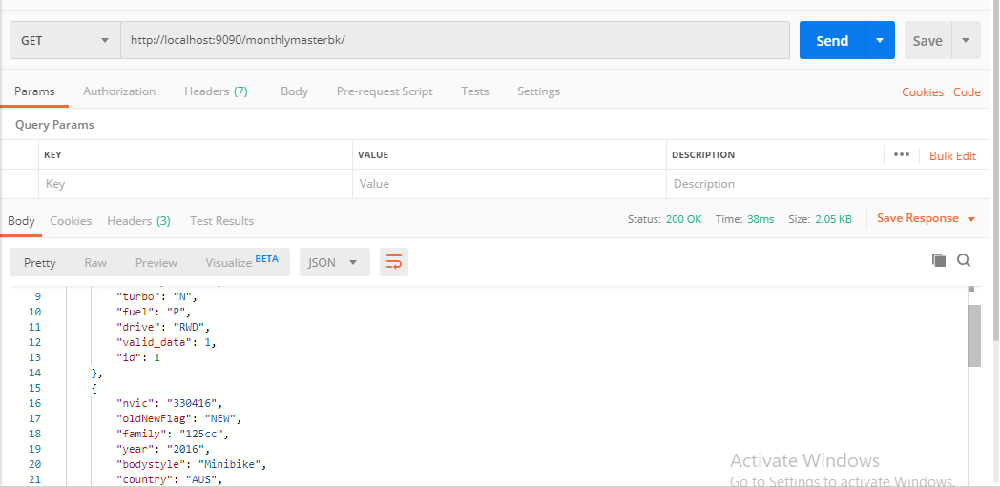 GET http://localhost:9090/monthlymasterbk/ Send Save
Params Authorization Headers (7) Body Pre-request Script Tests Settings Cookies Code
Query Params
KEY VALUE DESCRIPTION ••• Bulk Edit
Key Value Description
Body Cookies Headers (3) Test Results Status: 200 OK Time: 38ms Size: 2.05 KB Save Response
Pretty Raw Preview Visualize BETA JSON
9 "turbo": "N",
10 "fuel": "P",
11 "drive": "RWD",
12 "valid_data": 1,
13 "id": 1
14 },
15 {
16 "nvic": "330416",
17 "oldNewFlag": "NEW",
18 "family": "125cc",
19 "year": "2016",
20 "bodystyle": "Minibike",
21 "country": "AUS",
Activate Windows
Go to Settings to activate Windows.